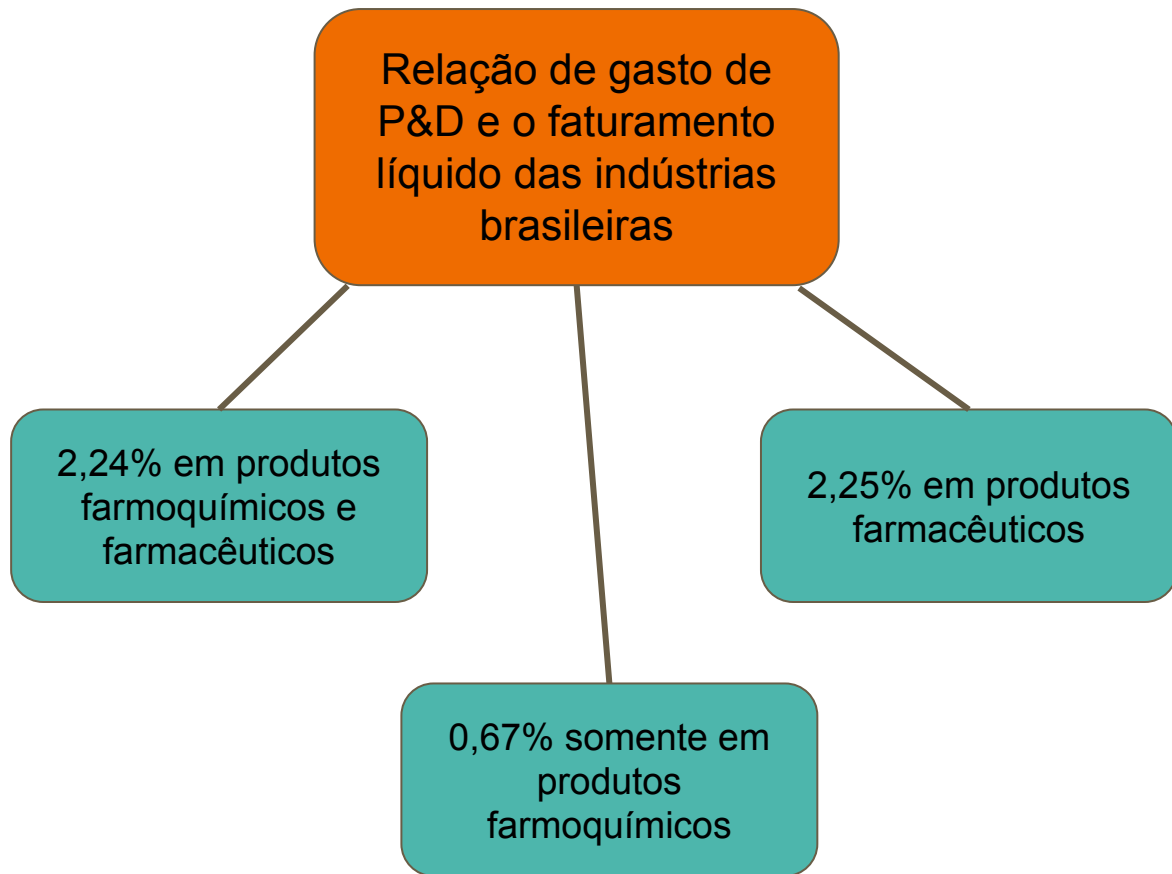 Relação de gasto de
P&D e o faturamento
líquido das indústrias
brasileiras
2,24% em produtos
farmoquímicos e
farmacêuticos
2,25% em produtos
farmacêuticos
0,67% somente em
produtos
farmoquímicos